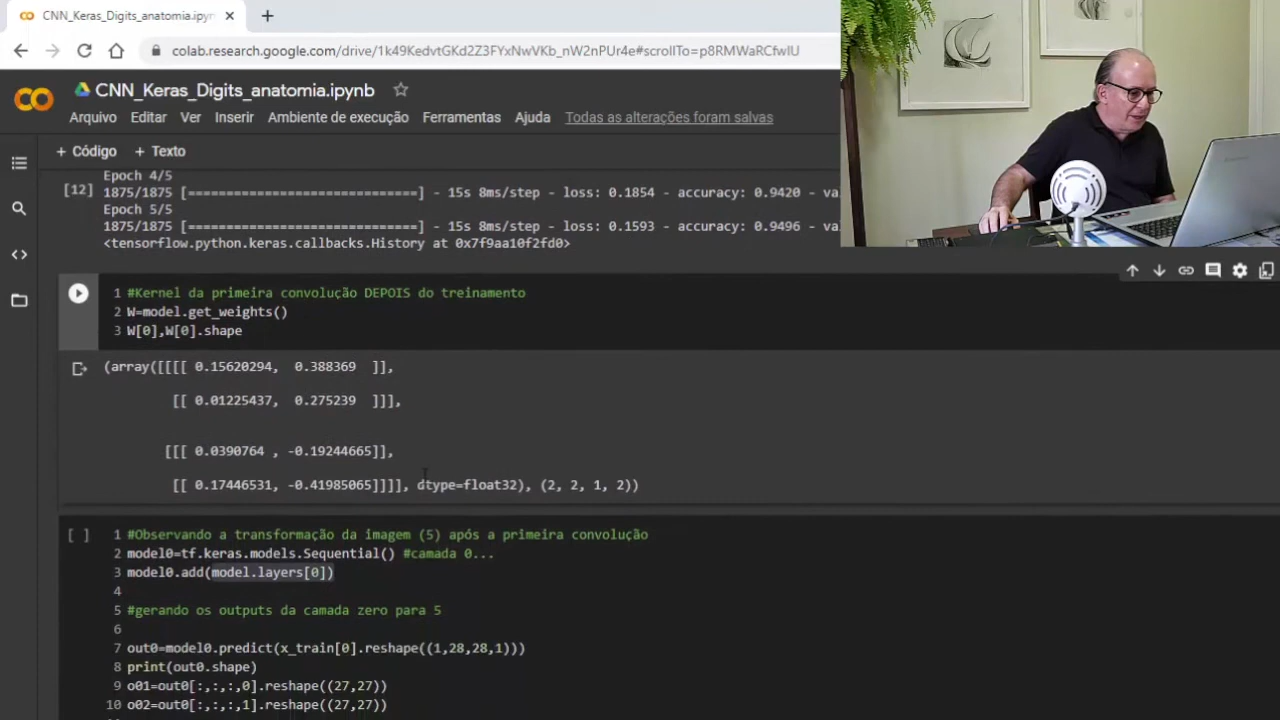 CNN_Keras_Digits_anatomia.ipyn
colab.research.google.com/drive/1k49KedvtGKd2Z3FYxNwVKb_nW2nPUr4e#scrollTo=p8RMWaRCfwlU
CNN_Keras_Digits_anatomia.ipynb
Arquivo Editar Ver Inserir Ambiente de execução Ferramentas Ajuda Todas as alterações foram salvas
+ Código + Texto
Epoch 4/5
[12] 1875/1875 [==============================] - 15s 8ms/step - loss: 0.1854 - accuracy: 0.9420 - va
Epoch 5/5
1875/1875 [==============================] - 15s 8ms/step - loss: 0.1593 - accuracy: 0.9496 - va
<tensorflow.python.keras.callbacks.History at 0x7f9aa10f2fd0>
1 #Kernel da primeira convolução DEPOIS do treinamento
2 W=model.get_weights()
3 W[0],W[0].shape
(array([[[[ 0.15620294, 0.388369 ]],
[[ 0.01225437, 0.275239 ]]],
[[[ 0.0390764 , -0.19244665]],
[[ 0.17446531, -0.41985065]]]], dtype=float32), (2, 2, 1, 2))
[ ] 1 #Observando a transformação da imagem (5) após a primeira convolução
2 model0=tf.keras.models.Sequential() #camada 0...
3 model0.add(model.layers[0])
4
5 #gerando os outputs da camada zero para 5
6
7 out0=model0.predict(x_train[0].reshape((1,28,28,1)))
8 print(out0.shape)
9 o01=out0[:,:,:,0].reshape((27,27))
10 o02=out0[:,:,:,1].reshape((27,27))